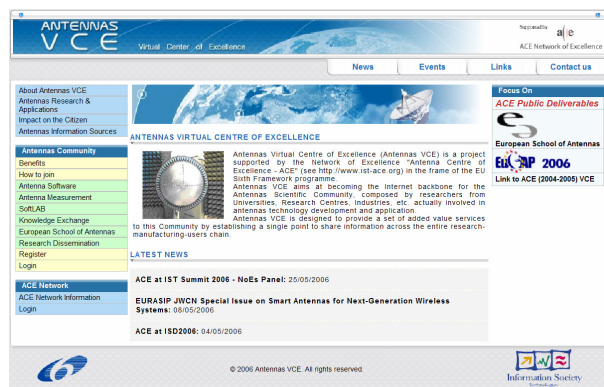 ANTENNAS
VCE
Virtual Center of Excellence
Supported by
ace
ACE Network of Excellence
News
Events
Links
Contact us
About Antennas VCE
Antennas Research &
Applications
Impact on the Citizen
Antennas Information Sources
Antennas Community
Benefits
How to join
Antenna Software
Antenna Measurement
SoftLAB
Knowledge Exchange
European School of Antennas
Research Dissemination
Register
Login
ACE Network
ACE Network Information
Login
ANTENNAS VIRTUAL CENTRE OF EXCELLENCE
Antennas Virtual Centre of Excellence (Antennas VCE) is a project
supported by the Network of Excellence "Antenna Centre of
Excellence - ACE" (see http://www.ist-ace.org) in the frame of the EU
Sixth Framework programme.
Antennas VCE aims at becoming the Internet backbone for the
Antennas Scientific Community, composed by researchers from
Universities, Research Centres, Industries, etc. actually involved in
antennas technology development and application.
Antennas VCE is designed to provide a set of added value services
to this Community by establishing a single point to share information across the entire research-
manufacturing-users chain.
LATEST NEWS
ACE at IST Summit 2006 - NoEs Panel: 25/05/2006
EURASIP JWCN Special Issue on Smart Antennas for Next-Generation Wireless
Systems: 08/05/2006
ACE at ISD2006: 04/05/2006
Focus On
ACE Public Deliverables
European School of Antennas
EuCAP 2006
Link to ACE (2004-2005) VCE
© 2006 Antennas VCE. All rights reserved.
Information Society
Technologies